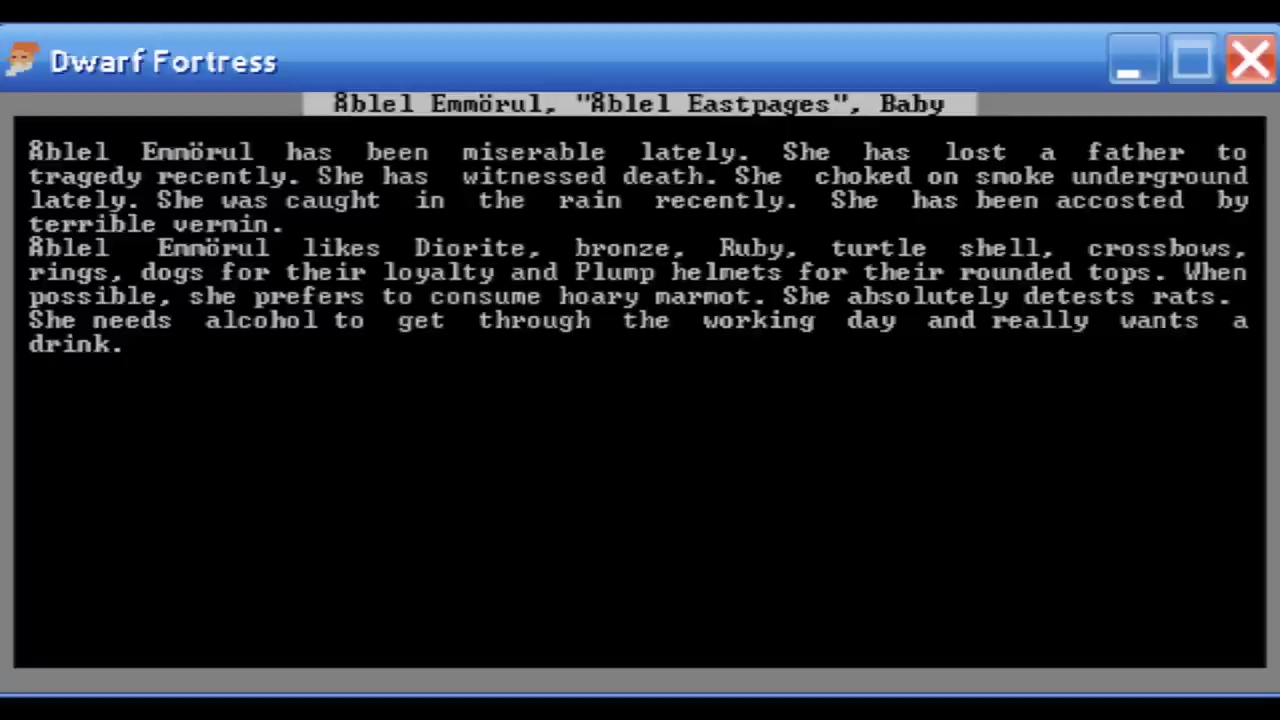 Dwarf Fortress
Åblel Emmörul, "Åblel Eastpages", Baby
Åblel Emmörul has been miserable lately. She has lost a father to
tragedy recently. She has witnessed death. She choked on smoke underground
lately. She was caught in the rain recently. She has been accosted by
terrible vermin.
Åblel Emmörul likes Diorite, bronze, Ruby, turtle shell, crossbows,
rings, dogs for their loyalty and Plump helmets for their rounded tops. When
possible, she prefers to consume hoary marmot. She absolutely detests rats.
She needs alcohol to get through the working day and really wants a
drink.